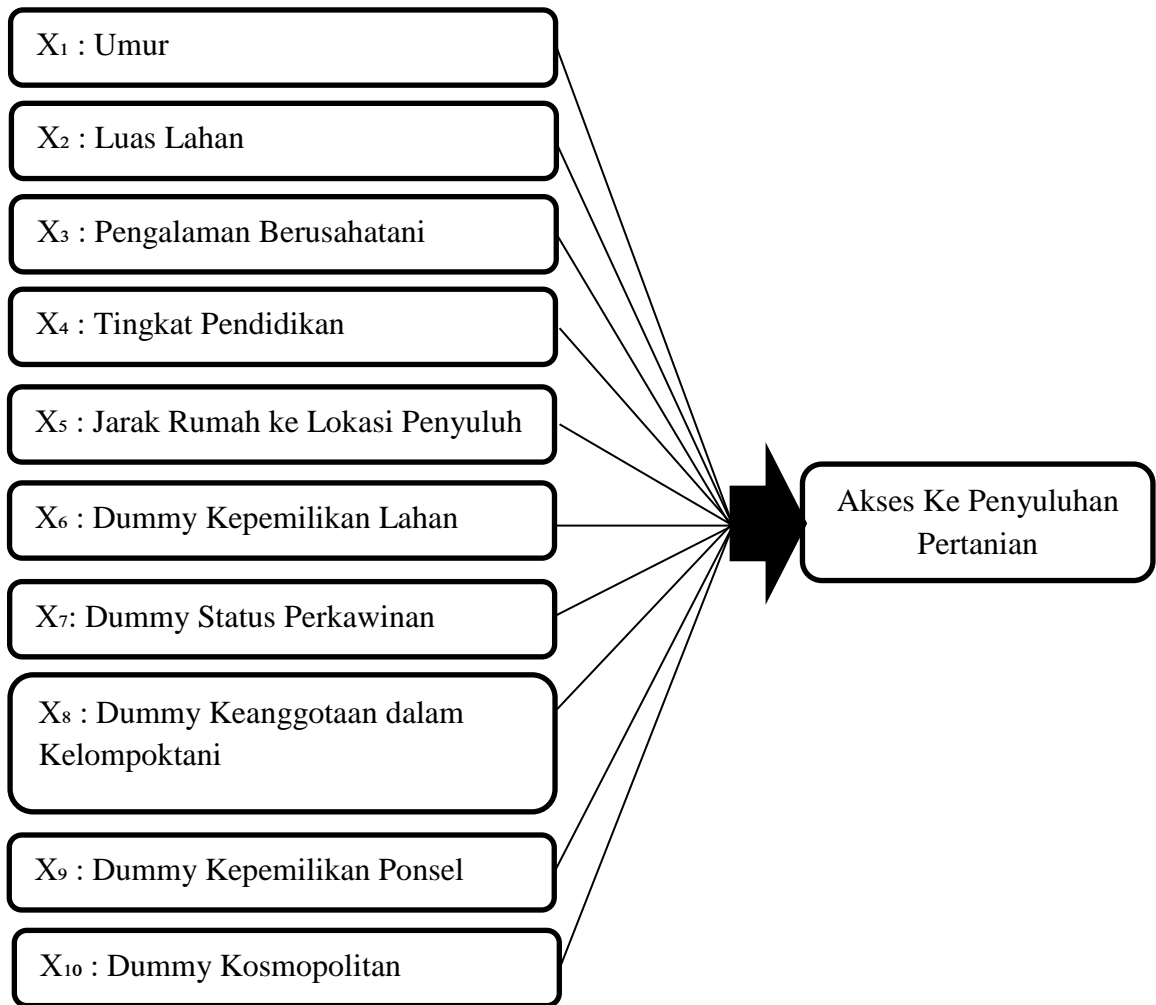 X₁ : Umur
X₂ : Luas Lahan
X₃ : Pengalaman Berusahatani
X₄ : Tingkat Pendidikan
X₅ : Jarak Rumah ke Lokasi Penyuluh
X₆ : Dummy Kepemilikan Lahan
X₇: Dummy Status Perkawinan
X₈ : Dummy Keanggotaan dalam
Kelompoktani
X₉ : Dummy Kepemilikan Ponsel
X₁₀ : Dummy Kosmopolitan
Akses Ke Penyuluhan
Pertanian